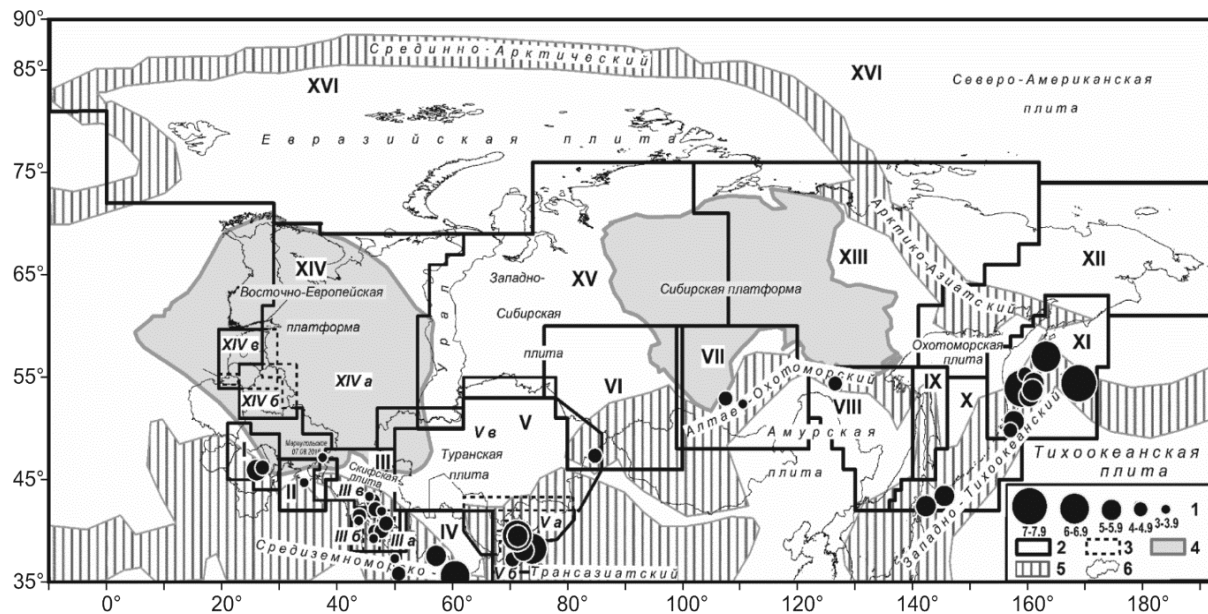 90°
85°
75°
65°
55°
45°
35°
0°
20°
40°
60°
80°
100°
120°
140°
160°
180°
Срединно-Арктический
XVI
XVI
Северо-Американская
плита
Евразийская плита
Арктико-Азиатский
XIV
Восточно-Европейская
платформа
XIV в
XIV б
XIV а
Урал
Западно-
Сибирская
плита
XV
Сибирская платформа
XIII
XII
Охотоморская
плита
XI
VII
VI
Алтае-Охотоморский
VIII
IX
X
Амурская
плита
Западно-Тихоокеанский
Тихоокеанская
плита
I
II
Мариупольское
III
Скифская
плита
III в
III б
III а
IV
V
V в
Туранская
плита
V а
V б
Средиземноморско-
Трансазиатский
7-7.9
6-6.9
5-5.9
4-4.9
3-3.9
1
2
3
4
5
6